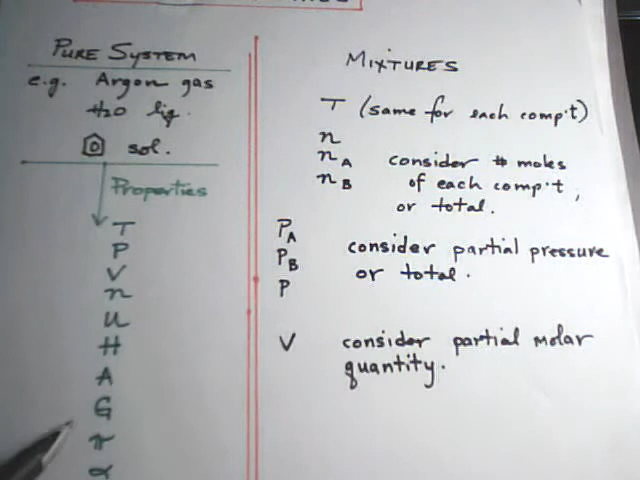 PURE SYSTEM
e.g. Argon gas
H2O liq.
sol.
Properties
T
P
V
n
U
H
A
G
π
α
MIXTURES
T (same for each comp't)
n
nA consider # moles
nB of each comp't,
or total.
PA
PB consider partial pressure
P or total.
V consider partial molar
quantity.